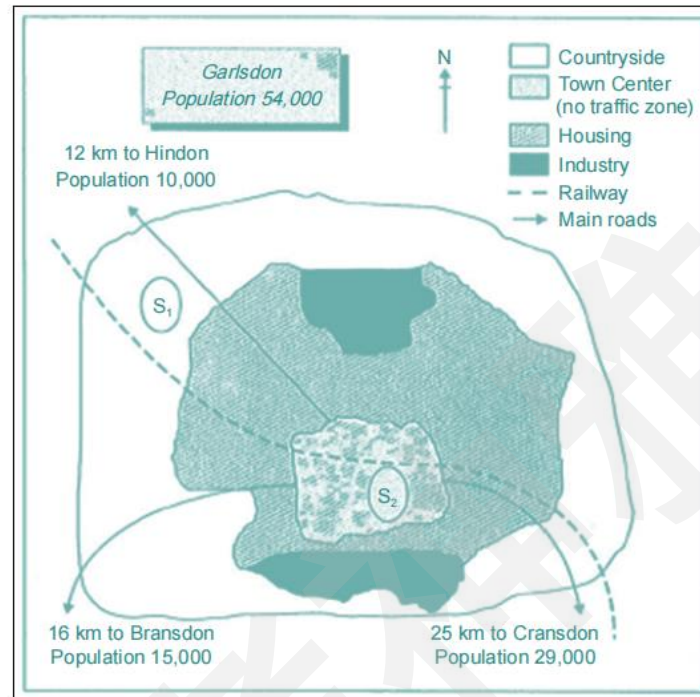 Garlsdon
Population 54,000
N
Countryside
Town Center
(no traffic zone)
Housing
Industry
Railway
Main roads
12 km to Hindon
Population 10,000
S1
S2
16 km to Bransdon
Population 15,000
25 km to Cransdon
Population 29,000